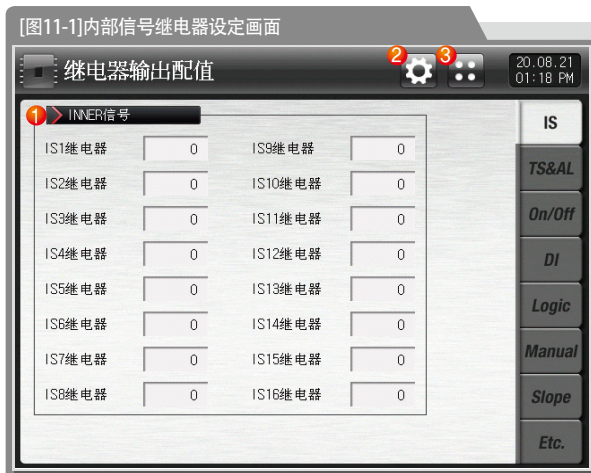 [图11-1]内部信号继电器设定画面
继电器输出配值
2
3
20.08.21
01:18 PM
1 INNER信号
IS1继电器 0 IS9继电器 0
IS2继电器 0 IS10继电器 0
IS3继电器 0 IS11继电器 0
IS4继电器 0 IS12继电器 0
IS5继电器 0 IS13继电器 0
IS6继电器 0 IS14继电器 0
IS7继电器 0 IS15继电器 0
IS8继电器 0 IS16继电器 0
IS
TS&AL
On/Off
DI
Logic
Manual
Slope
Etc.